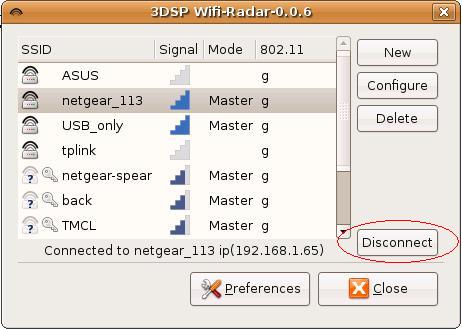 3DSP Wifi-Radar-0.0.6
SSID Signal Mode 802.11
ASUS g
netgear_113 Master g
USB_only Master g
tplink g
netgear-spear Master g
back Master g
TMCL Master g
New
Configure
Delete
Disconnect
Connected to netgear_113 ip(192.168.1.65)
Preferences Close